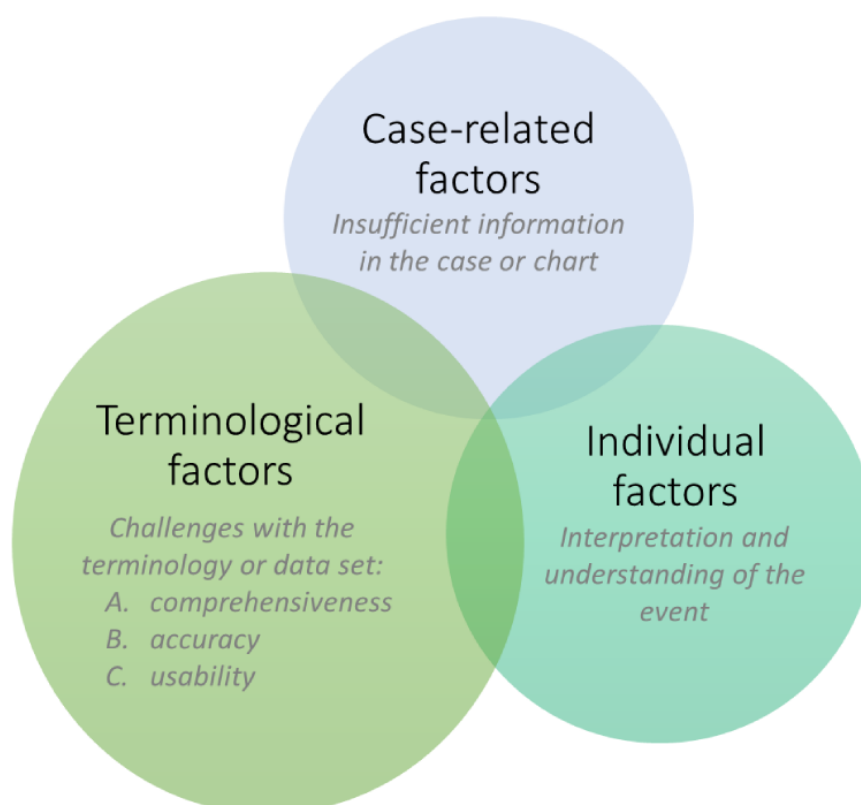 Case-related
factors
Insufficient information
in the case or chart
Terminological
factors
Challenges with the
terminology or data set:
A. comprehensiveness
B. accuracy
C. usability
Individual
factors
Interpretation and
understanding of the
event